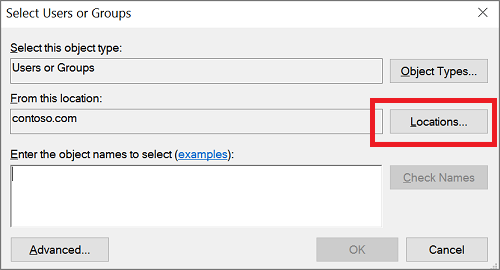 Select Users or Groups
Select this object type:
Users or Groups
Object Types...
From this location:
contoso.com
Locations...
Enter the object names to select (examples):
Check Names
Advanced...
OK
Cancel